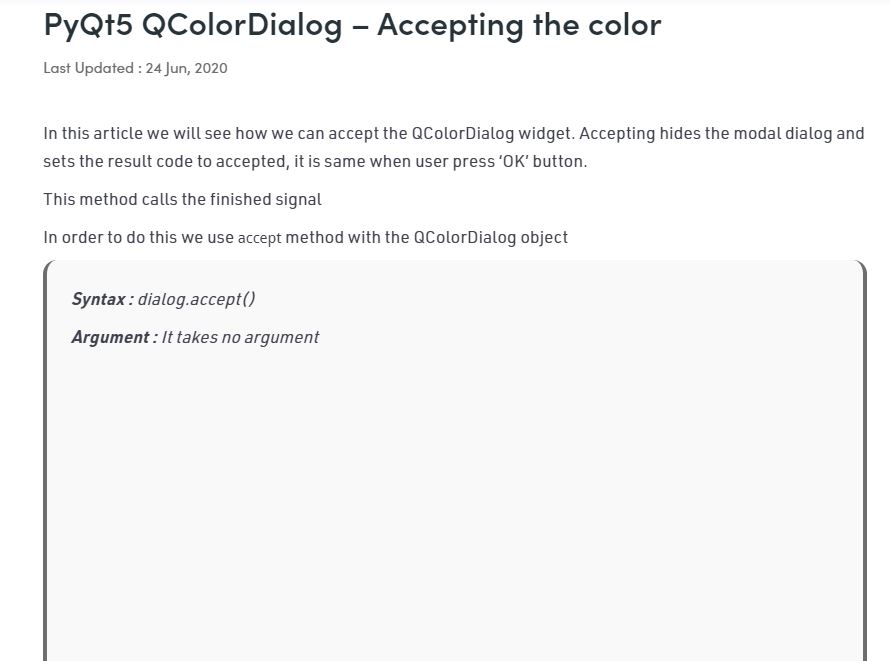 PyQt5 QColorDialog – Accepting the color
Last Updated : 24 Jun, 2020
In this article we will see how we can accept the QColorDialog widget. Accepting hides the modal dialog and
sets the result code to accepted, it is same when user press ‘OK’ button.
This method calls the finished signal
In order to do this we use accept method with the QColorDialog object
Syntax : dialog.accept()
Argument : It takes no argument